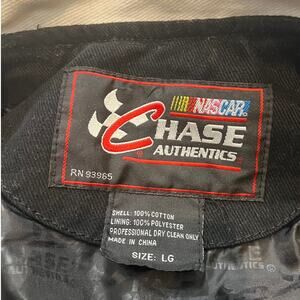 NASCAR
CHASE
AUTHENTICS
RN 93965
SHELL: 100% COTTON
LINING: 100% POLYESTER
PROFESSIONAL DRY CLEAN ONLY
MADE IN CHINA
SIZE: LG